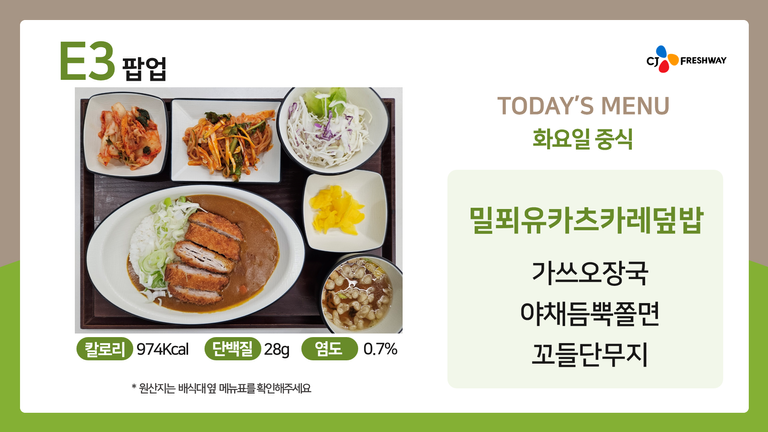 E3 팝업
CJ FRESHWAY
TODAY'S MENU
화요일 중식
밀푀유카츠카레덮밥
가쓰오장국
야채듬뿍쫄면
꼬들단무지
칼로리 974Kcal 단백질 28g 염도 0.7%
* 원산지는 배식대 옆 메뉴표를 확인해주세요